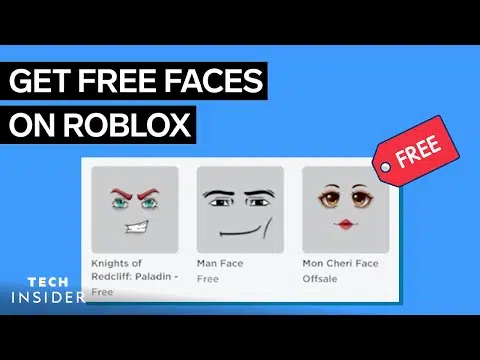 GET FREE FACES
ON ROBLOX
FREE
Knights of
Redcliff: Paladin -
Free
Man Face
Free
Mon Cheri Face
Offsale
TECH
INSIDER